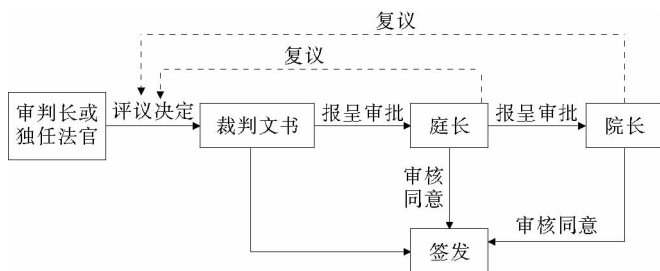 复议
复议
审判长或
独任法官
评议决定
裁判文书
报呈审批
庭长
报呈审批
院长
审核
同意
审核同意
签发